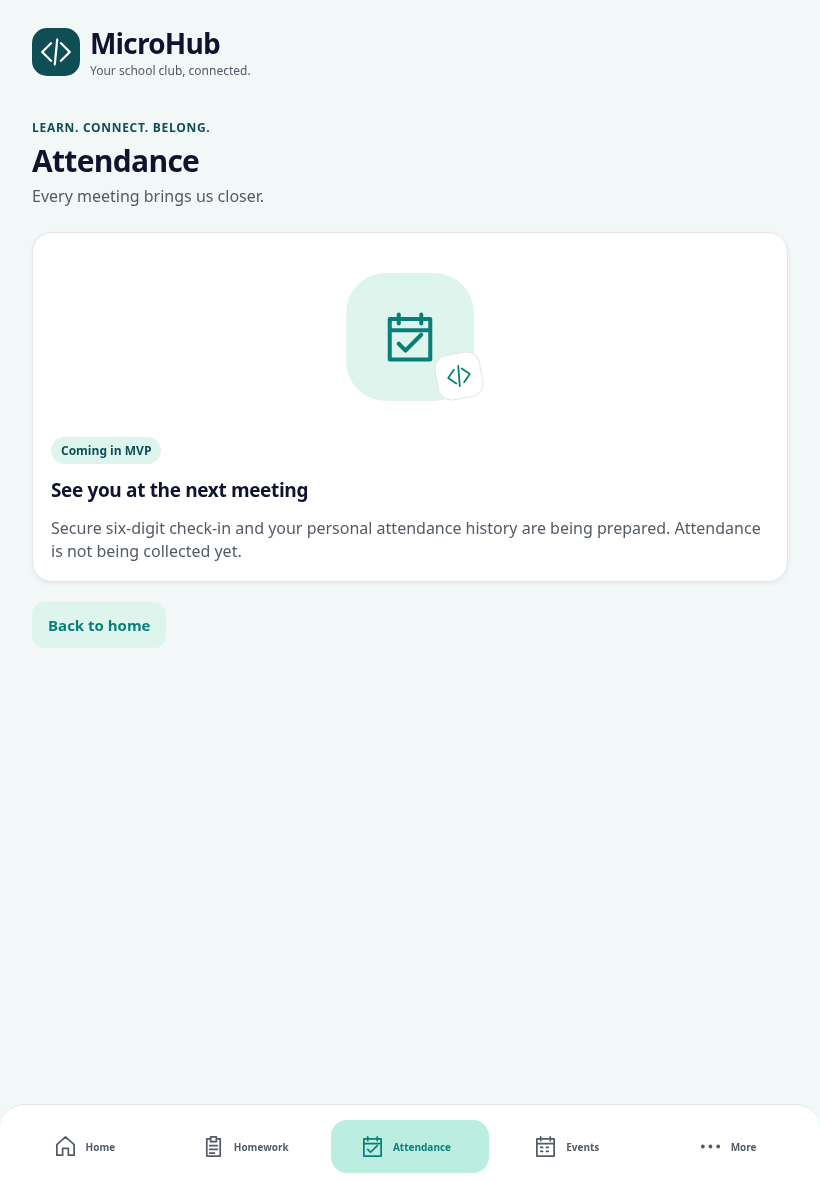 MicroHub
Your school club, connected.
LEARN. CONNECT. BELONG.
Attendance
Every meeting brings us closer.
Coming in MVP
See you at the next meeting
Secure six-digit check-in and your personal attendance history are being prepared. Attendance
is not being collected yet.
Back to home
Home
Homework
Attendance
Events
More